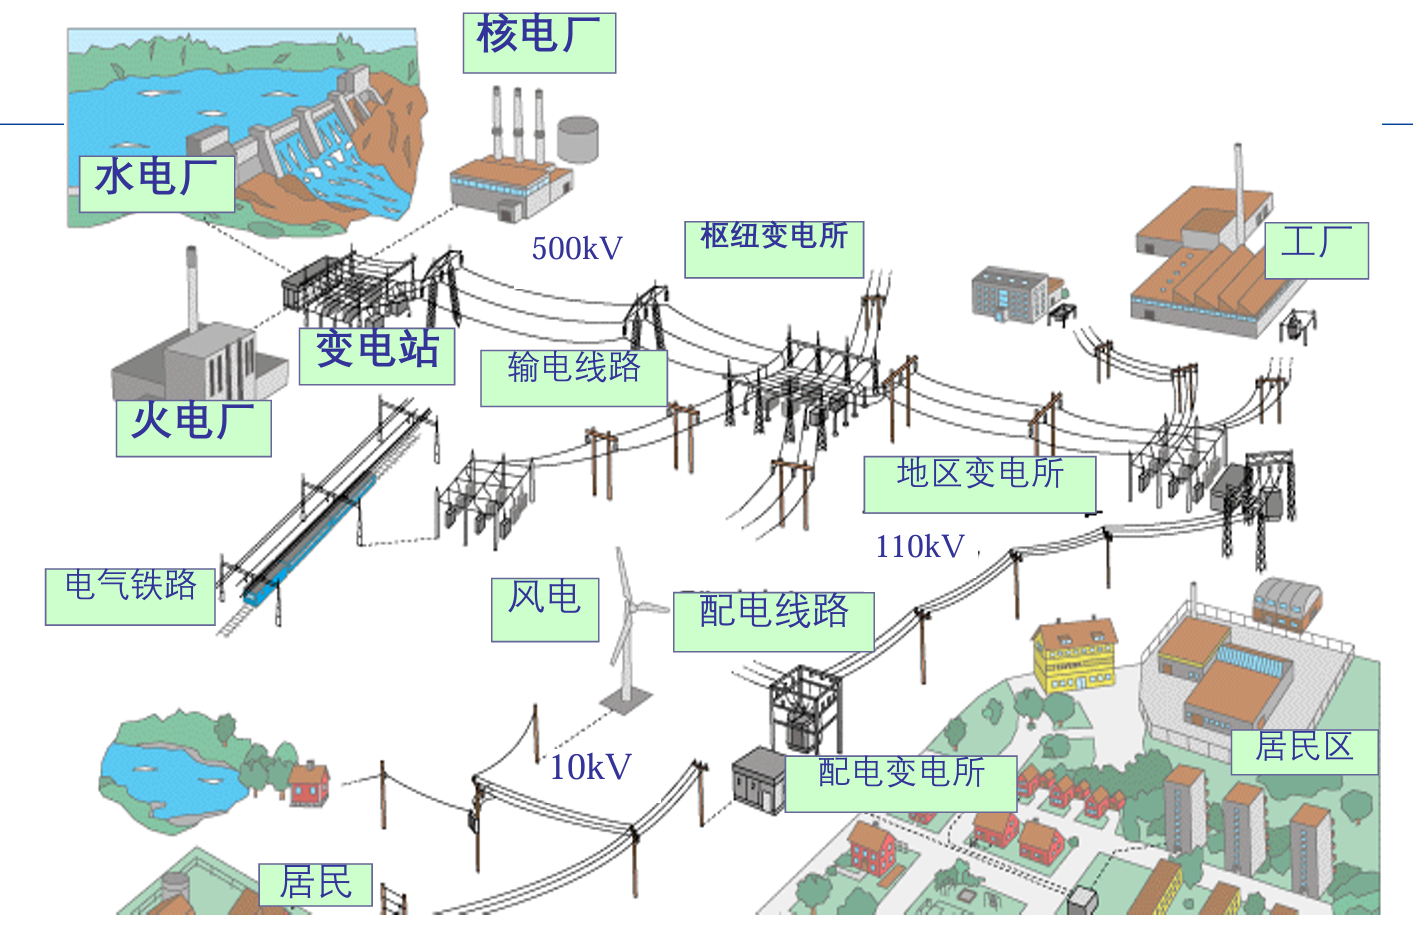 核电厂
水电厂
500kV
枢纽变电所
工厂
变电站
输电线路
火电厂
地区变电所
110kV
电气铁路
风电
配电线路
居民区
10kV
配电变电所
居民